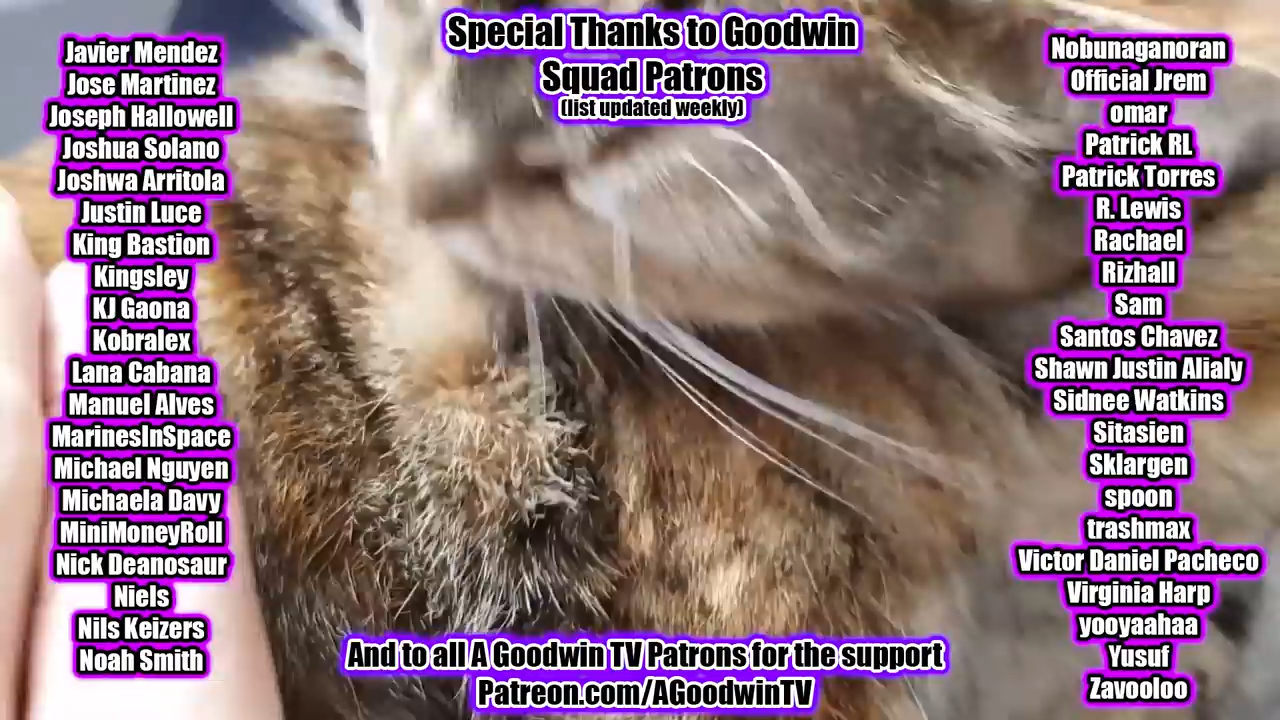 Special Thanks to Goodwin
Squad Patrons
(list updated weekly)
Javier Mendez
Jose Martinez
Joseph Hallowell
Joshua Solano
Joshwa Arritola
Justin Luce
King Bastion
Kingsley
KJ Gaona
Kobralex
Lana Cabana
Manuel Alves
MarinesInSpace
Michael Nguyen
Michaela Davy
MiniMoneyRoll
Nick Deanosaur
Niels
Nils Keizers
Noah Smith
Nobunaganoran
Official Jrem
omar
Patrick RL
Patrick Torres
R. Lewis
Rachael
Rizhall
Sam
Santos Chavez
Shawn Justin Alialy
Sidnee Watkins
Sitasien
Sklargen
spoon
trashmax
Victor Daniel Pacheco
Virginia Harp
yooyaahaa
Yusuf
Zavooloo
And to all A Goodwin TV Patrons for the support
Patreon.com/AGoodwinTV